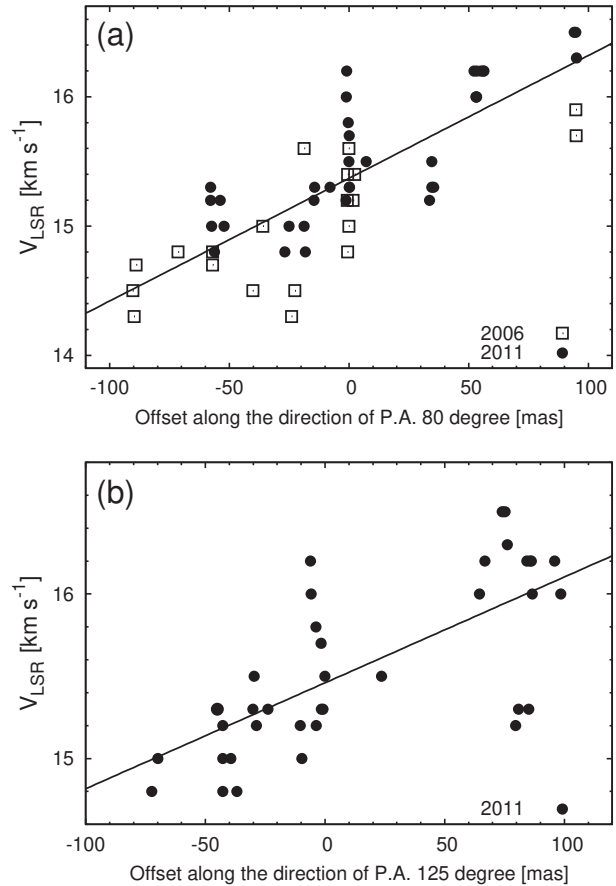 (a)
16
15
14
V_LSR [km s⁻¹]
2006
2011
-100 -50 0 50 100
Offset along the direction of P.A. 80 degree [mas]
(b)
16
15
V_LSR [km s⁻¹]
2011
-100 -50 0 50 100
Offset along the direction of P.A. 125 degree [mas]